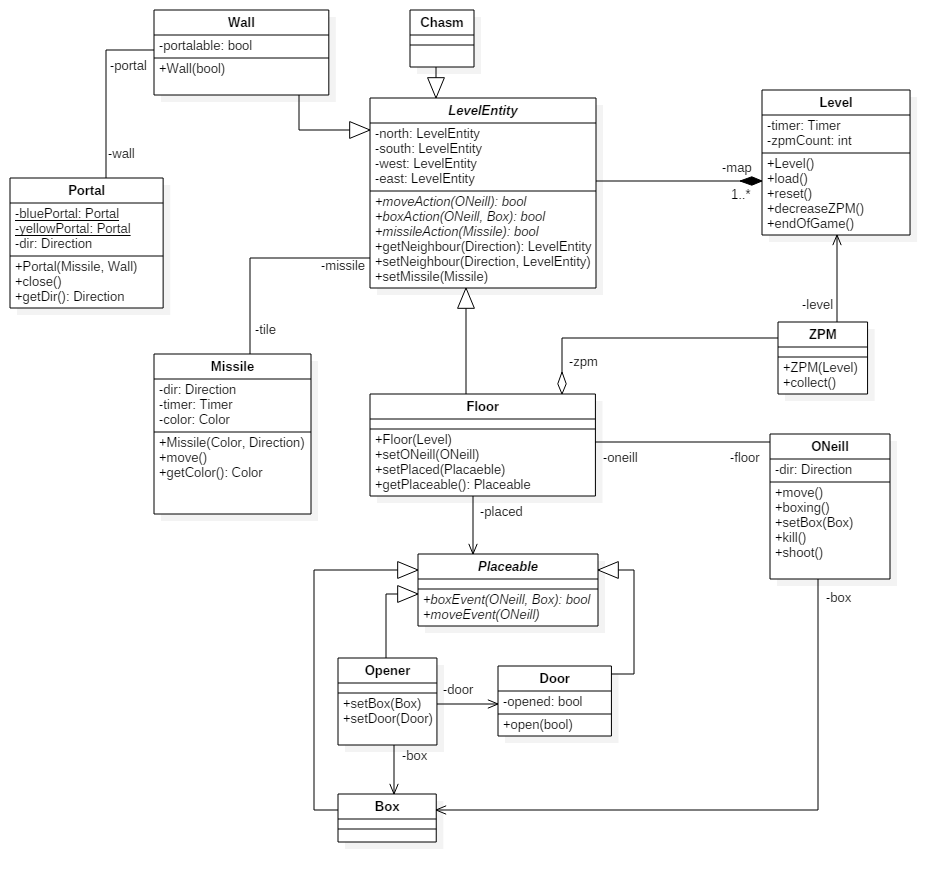 Wall
-portalable: bool
+Wall(bool)
Chasm
-portal
-wall
LevelEntity
-north: LevelEntity
-south: LevelEntity
-west: LevelEntity
-east: LevelEntity
+moveAction(ONeill): bool
+boxAction(ONeill, Box): bool
+missileAction(Missile): bool
+getNeighbour(Direction): LevelEntity
+setNeighbour(Direction, LevelEntity)
+setMissile(Missile)
-map
1..*
Level
-timer: Timer
-zpmCount: int
+Level()
+load()
+reset()
+decreaseZPM()
+endOfGame()
Portal
-bluePortal: Portal
-yellowPortal: Portal
-dir: Direction
+Portal(Missile, Wall)
+close()
+getDir(): Direction
-missile
-tile
-level
Missile
-dir: Direction
-timer: Timer
-color: Color
+Missile(Color, Direction)
+move()
+getColor(): Color
ZPM
+ZPM(Level)
+collect()
-zpm
Floor
+Floor(Level)
+setONeill(ONeill)
+setPlaced(Placaeble)
+getPlaceable(): Placeable
-oneill
-floor
ONeill
-dir: Direction
+move()
+boxing()
+setBox(Box)
+kill()
+shoot()
-placed
-box
Placeable
+boxEvent(ONeill, Box): bool
+moveEvent(ONeill)
Opener
+setBox(Box)
+setDoor(Door)
-door
Door
-opened: bool
+open(bool)
-box
Box